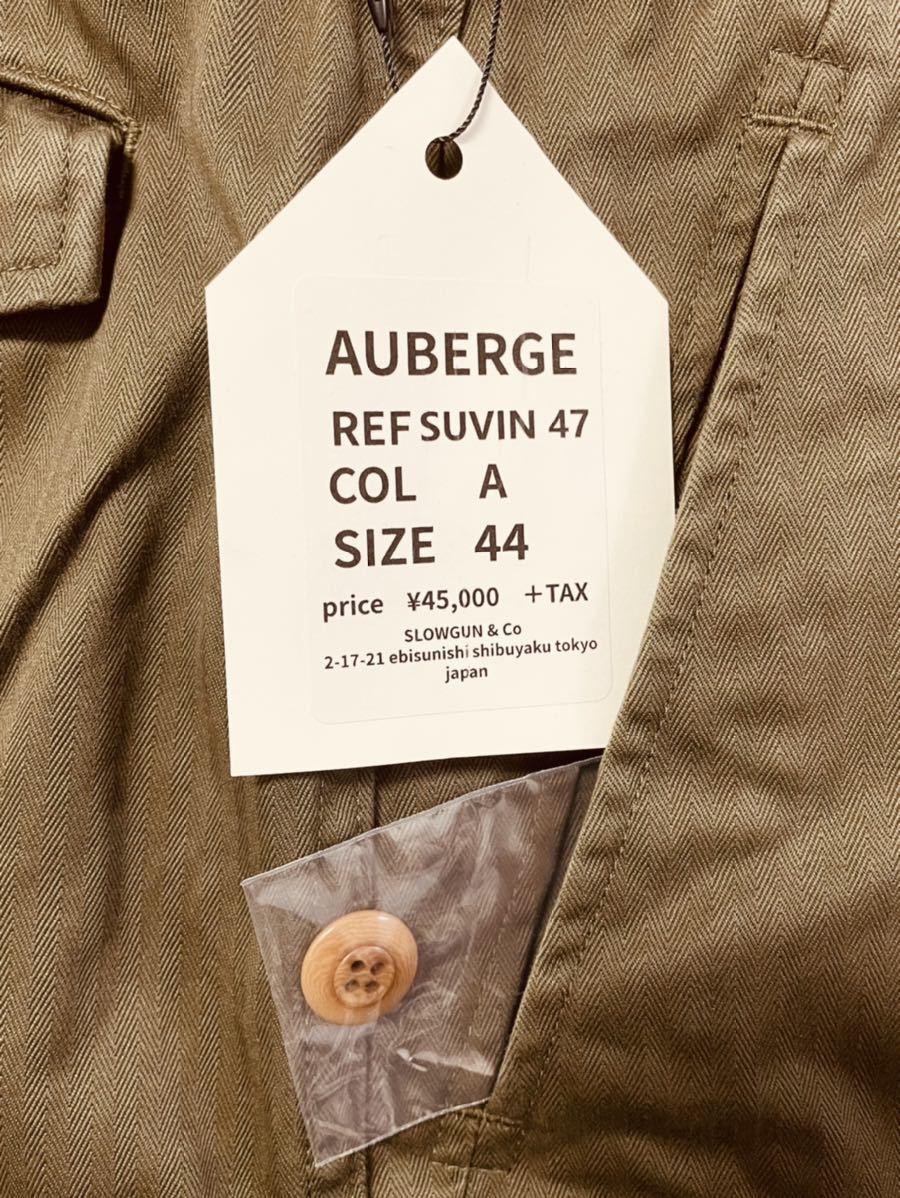 AUBERGE
REF SUVIN 47
COL A
SIZE 44
price ¥45,000 +TAX
SLOWGUN & Co
2-17-21 ebisunishi shibuyaku tokyo
japan